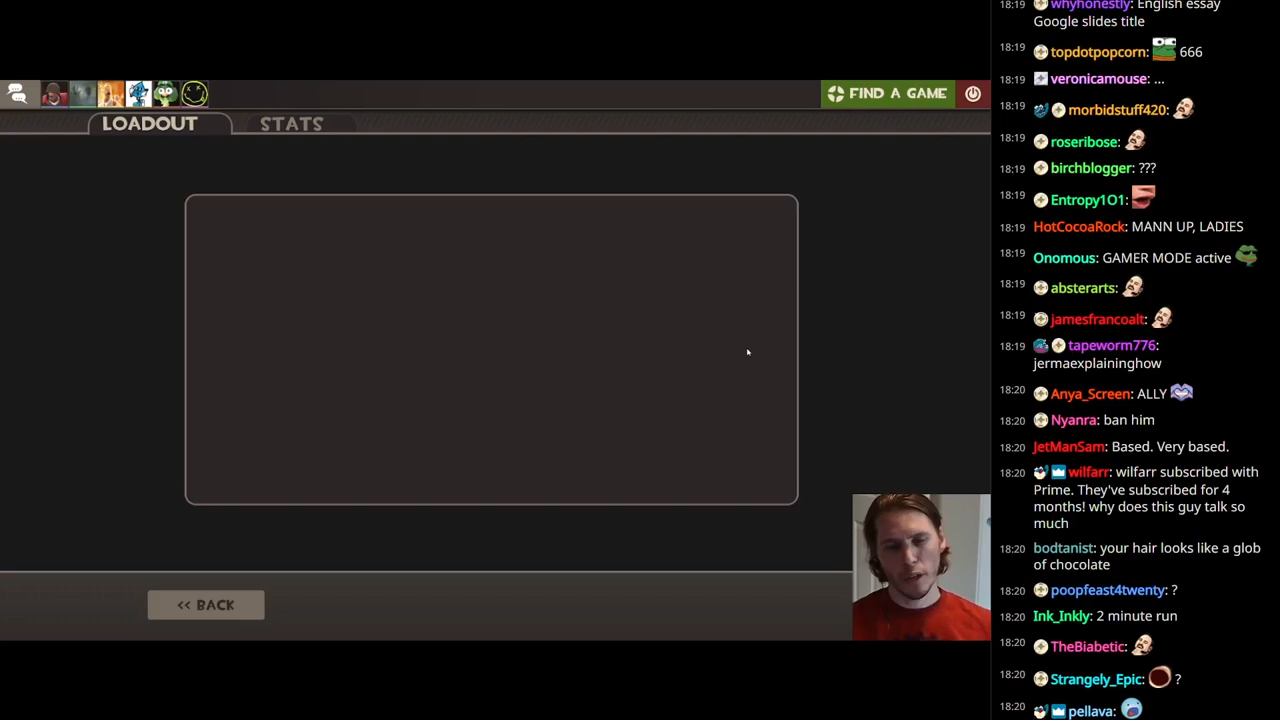 FIND A GAME
LOADOUT
STATS
<< BACK
18:19 whyhonestly: English essay
Google slides title
18:19 topdotpopcorn: 666
18:19 veronicamouse: ...
18:19 morbidstuff420:
18:19 roseribose:
18:19 birchblogger: ???
18:19 Entropy1O1:
18:19 HotCocoaRock: MANN UP, LADIES
18:19 Onomous: GAMER MODE active
18:19 absterarts:
18:19 jamesfrancoalt:
18:19 tapeworm776:
jermaexplaininghow
18:20 Anya_Screen: ALLY
18:20 Nyanra: ban him
18:20 JetManSam: Based. Very based.
18:20 wilfarr: wilfarr subscribed with
Prime. They've subscribed for 4
months! why does this guy talk so
much
18:20 bodtanist: your hair looks like a glob
of chocolate
18:20 poopfeast4twenty: ?
18:20 Ink_Inkly: 2 minute run
18:20 TheBiabetic:
18:20 Strangely_Epic: ?
18:20 pellava: